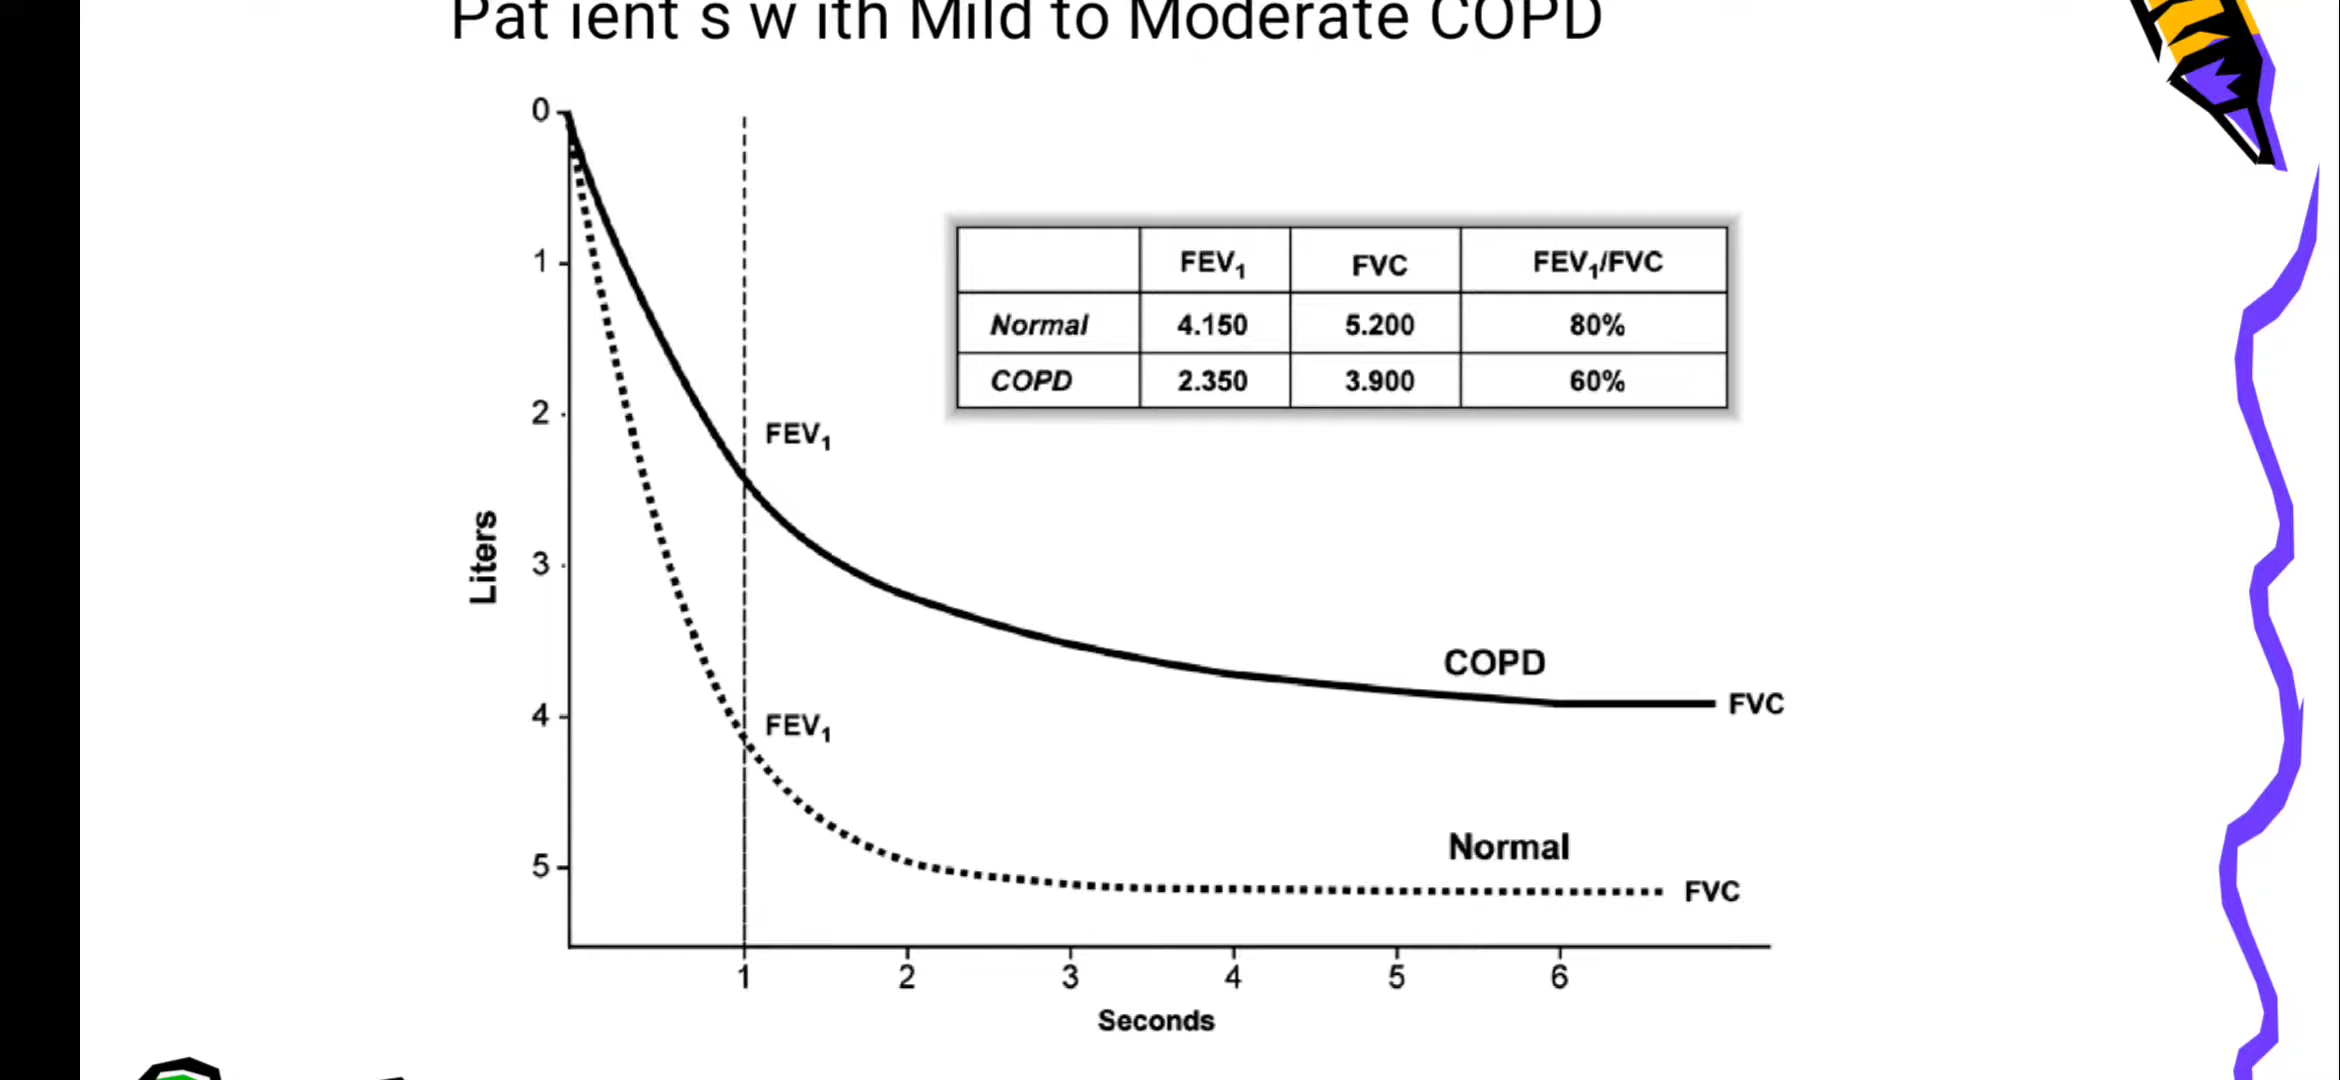 Pat ient s w ith Mild to Moderate COPD
0
1
2
3
4
5
Liters
FEV1 FVC FEV1/FVC
Normal 4.150 5.200 80%
COPD 2.350 3.900 60%
FEV1
COPD
FVC
FEV1
Normal
FVC
1 2 3 4 5 6
Seconds